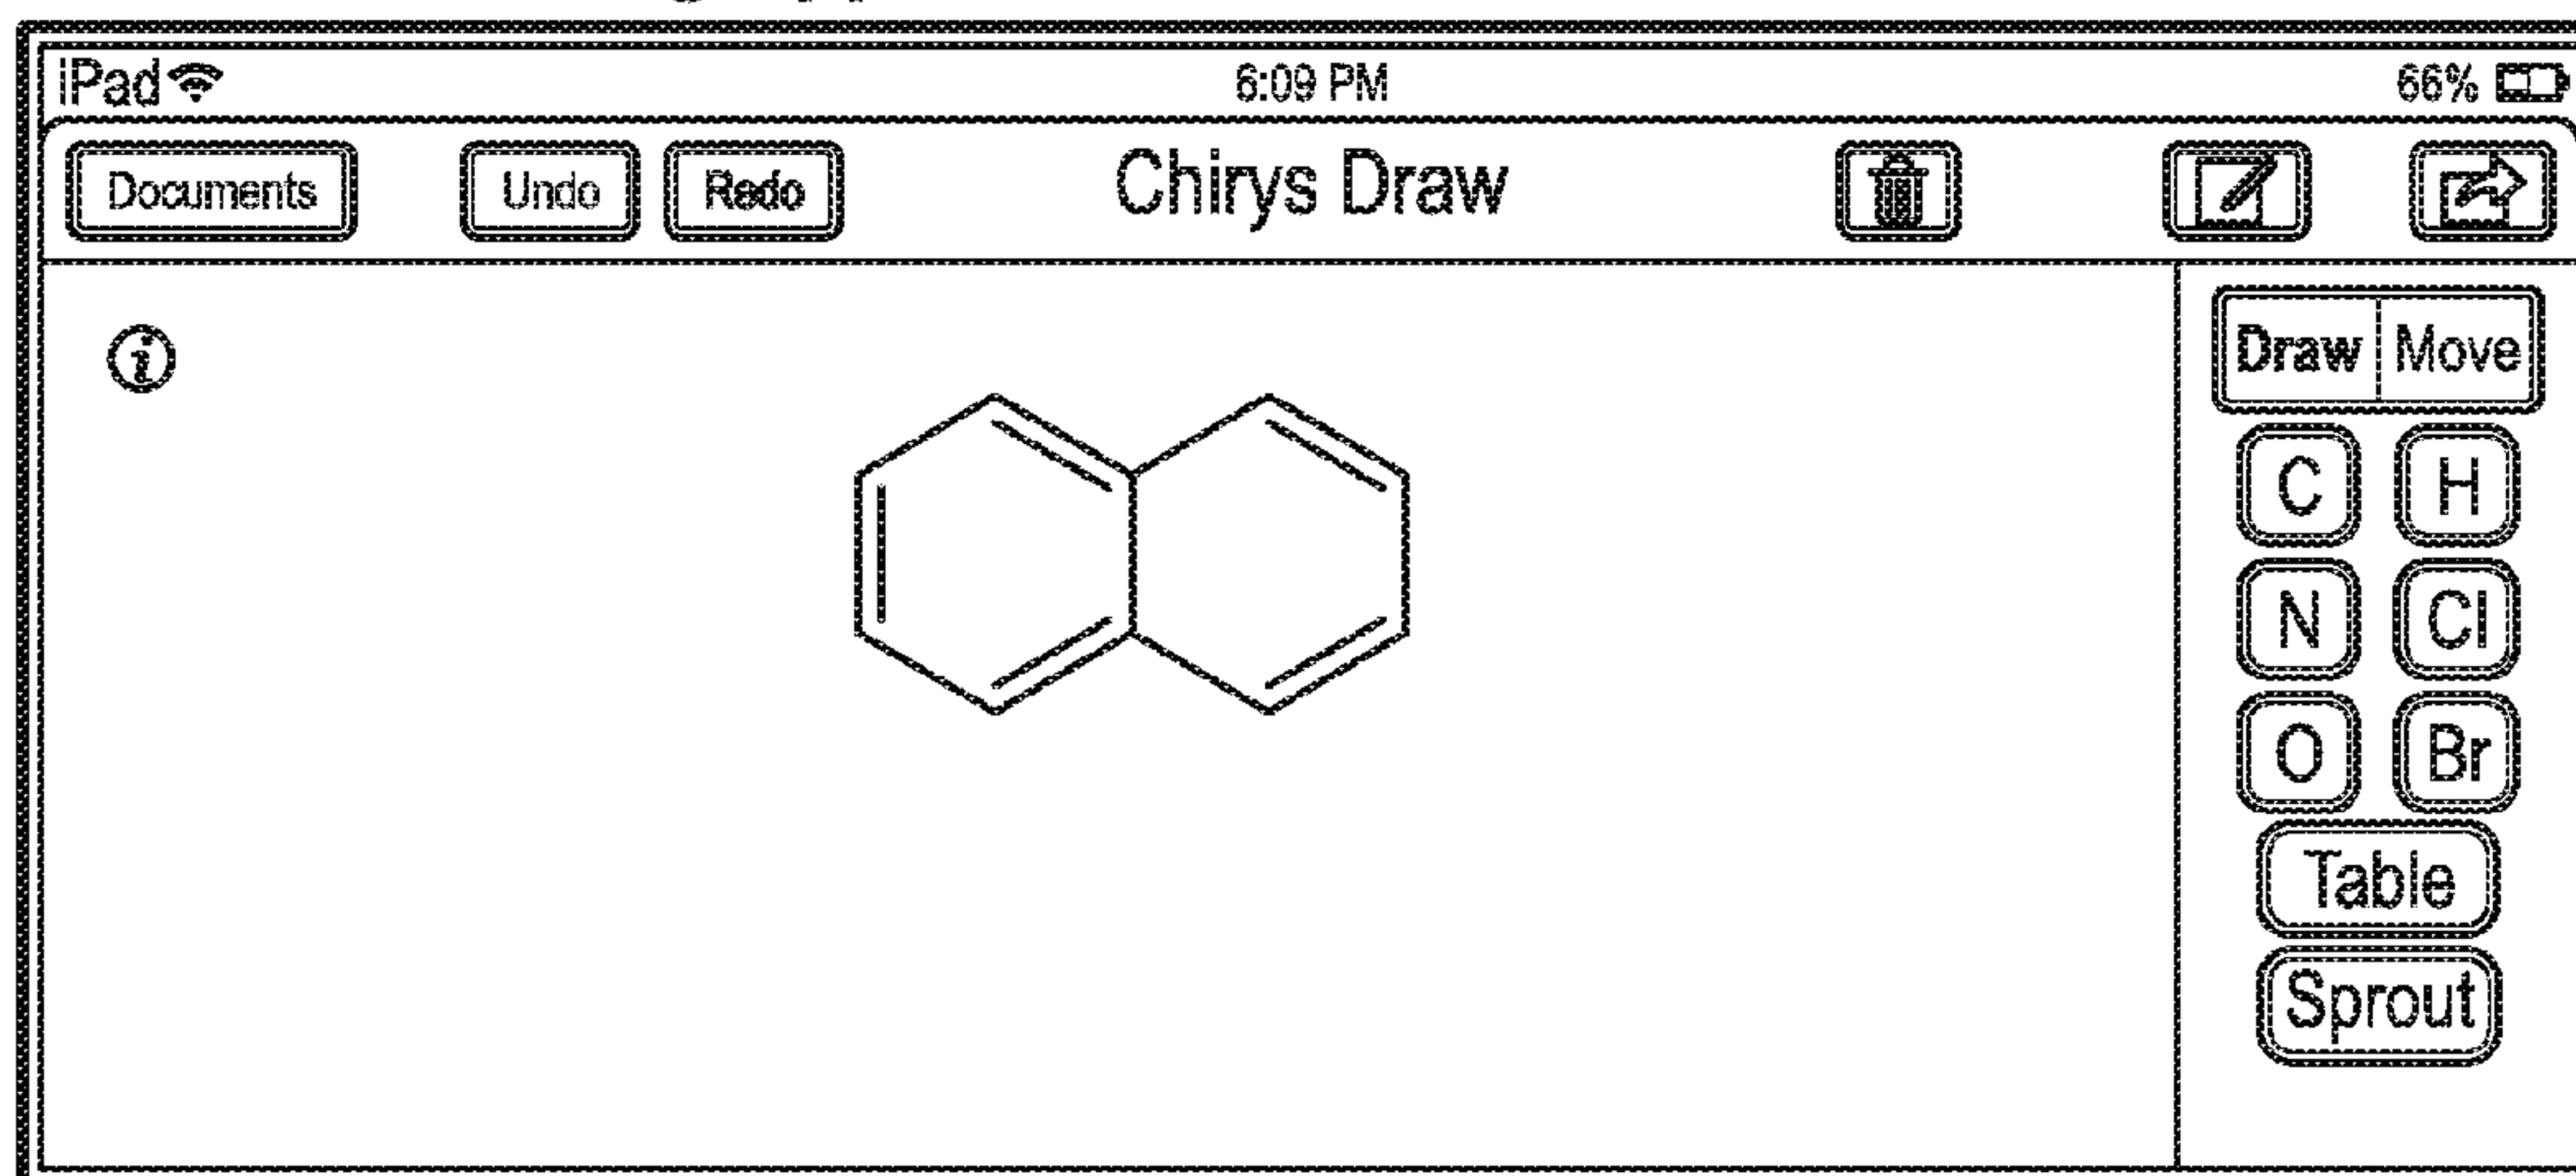 iPad 6:09 PM 66%
Documents Undo Redo Chirys Draw
i Draw Move
C H
N Cl
O Br
Table
Sprout